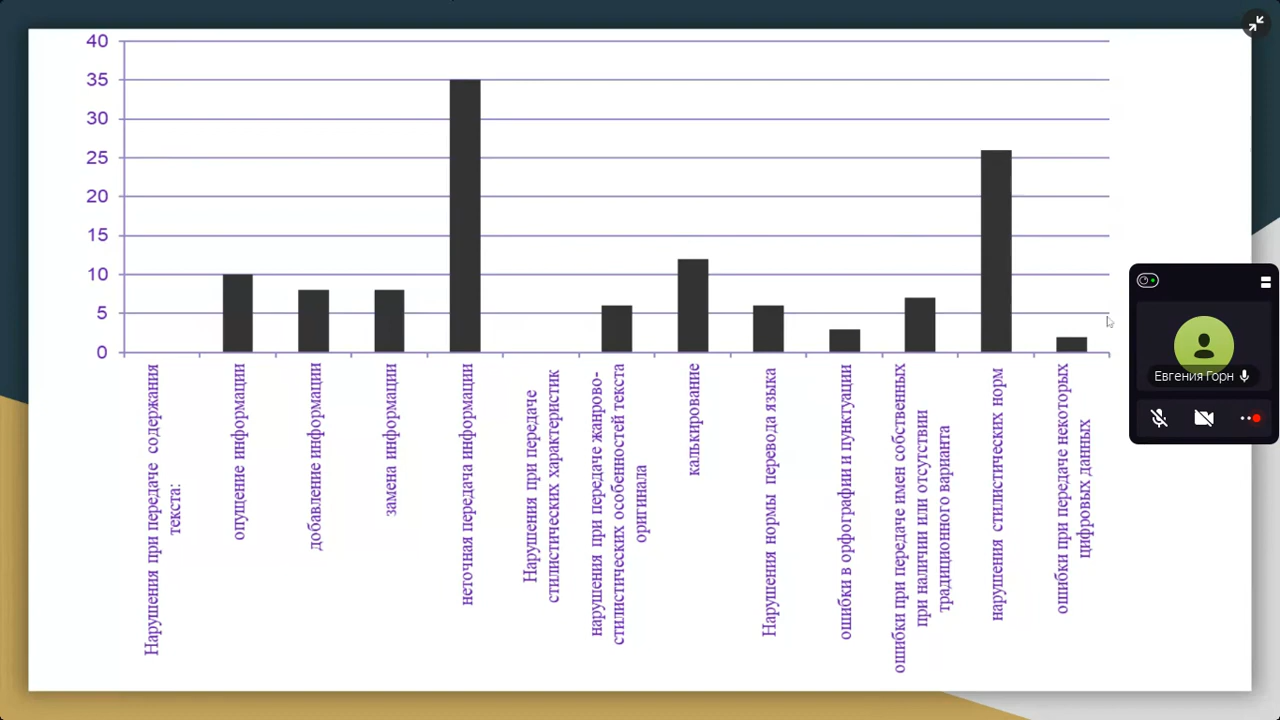 40
35
30
25
20
15
10
5
0
Нарушения при передаче содержания
текста:
опущение информации
добавление информации
замена информации
неточная передача информации
Нарушения при передаче
стилистических характеристик
нарушения при передаче жанрово-
стилистических особенностей текста
оригинала
калькирование
Нарушения нормы перевода языка
ошибки в орфографии и пунктуации
ошибки при передаче имен собственных
при наличии или отсутствии
традиционного варианта
нарушения стилистических норм
ошибки при передаче некоторых
цифровых данных
Евгения Горн